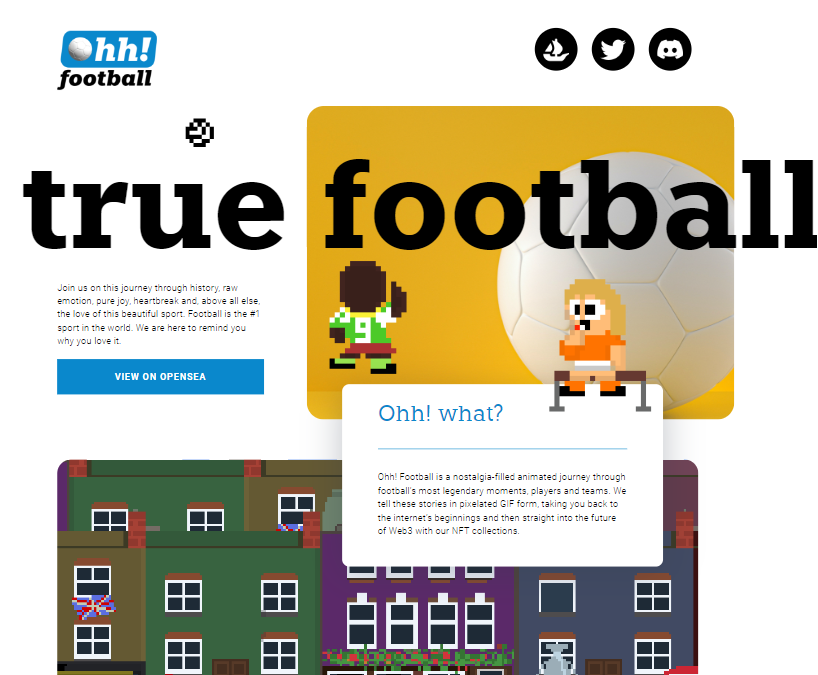 Ohh!
football
true football
Join us on this journey through history, raw
emotion; pure joy, heartbreak and, above all else,
the love of this beautiful sport. Football is the #1
sport in the world. We are here to remind you
why you love it.
VIEW ON OPENSEA
9
Ohh! what?
Ohh! Football is a nostalgia-filled animated journey through
football's most legendary moments, players and teams. We
tell these stories in pixelated GIF form, taking you back to
the internet's beginnings and then straight into the future
of Web3 with our NFT collections.